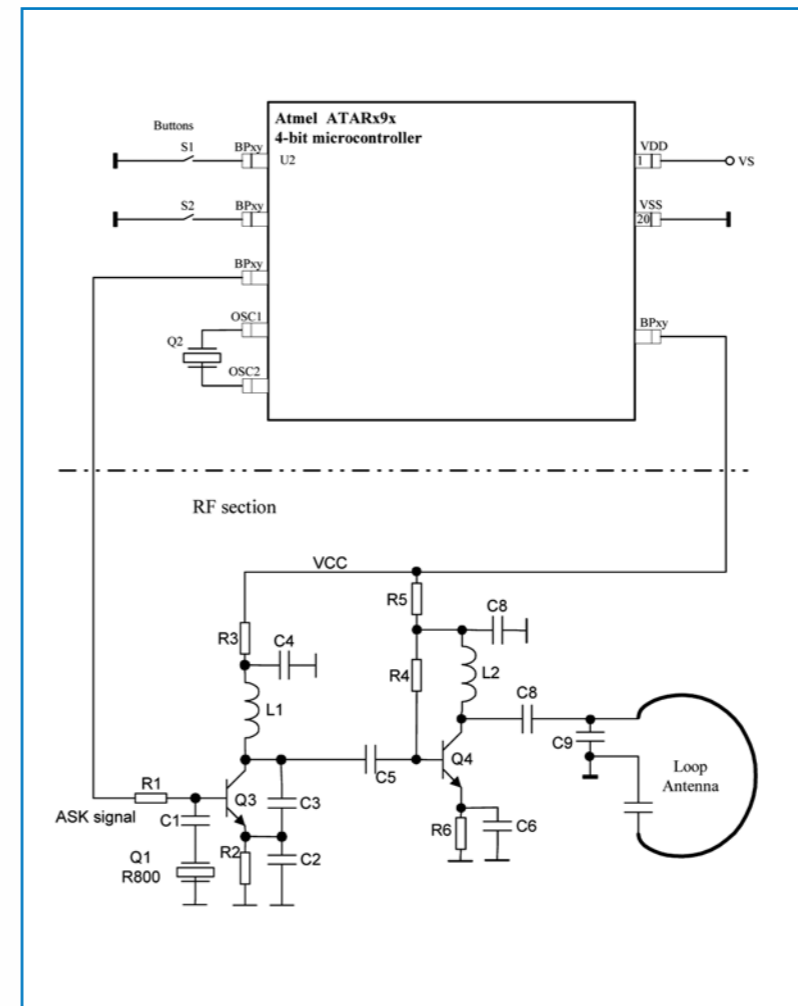 Atmel ATARx9x
4-bit microcontroller
U2
Buttons
S1
BPxy
VDD
1
VS
S2
BPxy
VSS
20
BPxy
OSC1
Q2
OSC2
BPxy
RF section
VCC
R5
C8
R3
C4
R4
L2
L1
C8
Q4
C9
Loop
Antenna
C5
R1
Q3
C3
ASK signal
C1
R6
C6
Q1
R800
R2
C2